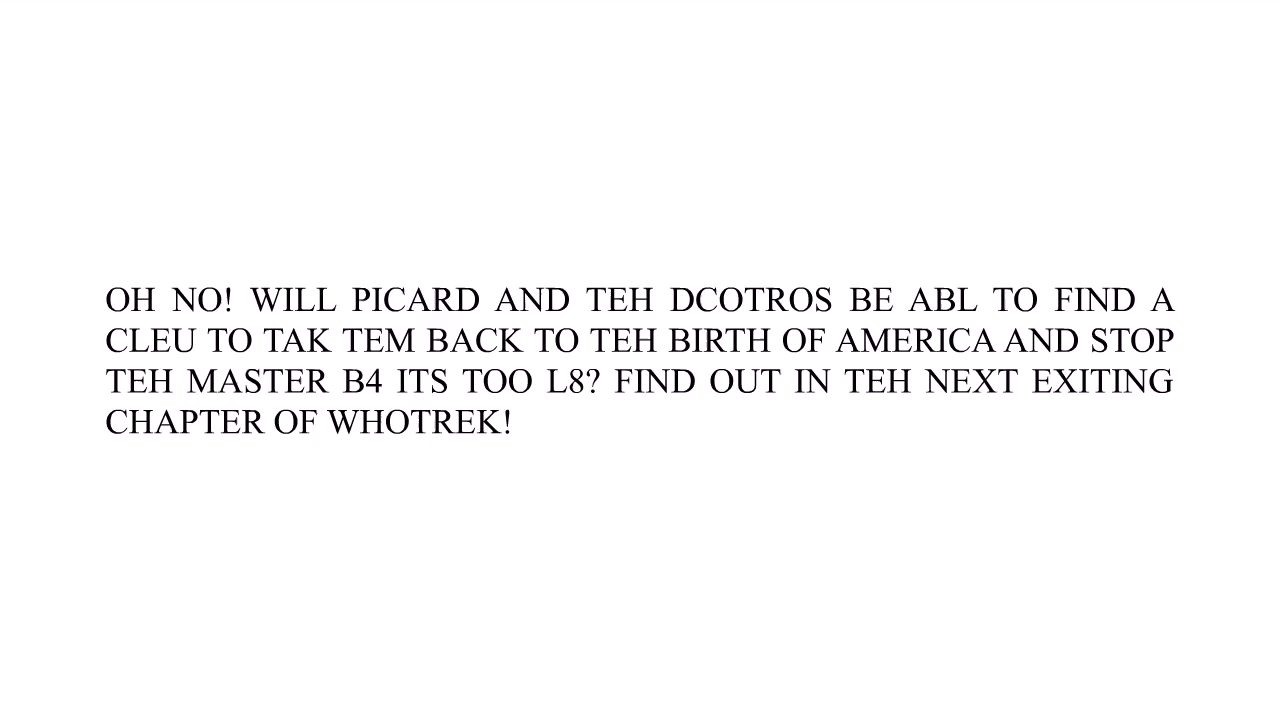 OH NO! WILL PICARD AND TEH DCOTROS BE ABL TO FIND A
CLEU TO TAK TEM BACK TO TEH BIRTH OF AMERICA AND STOP
TEH MASTER B4 ITS TOO L8? FIND OUT IN TEH NEXT EXITING
CHAPTER OF WHOTREK!